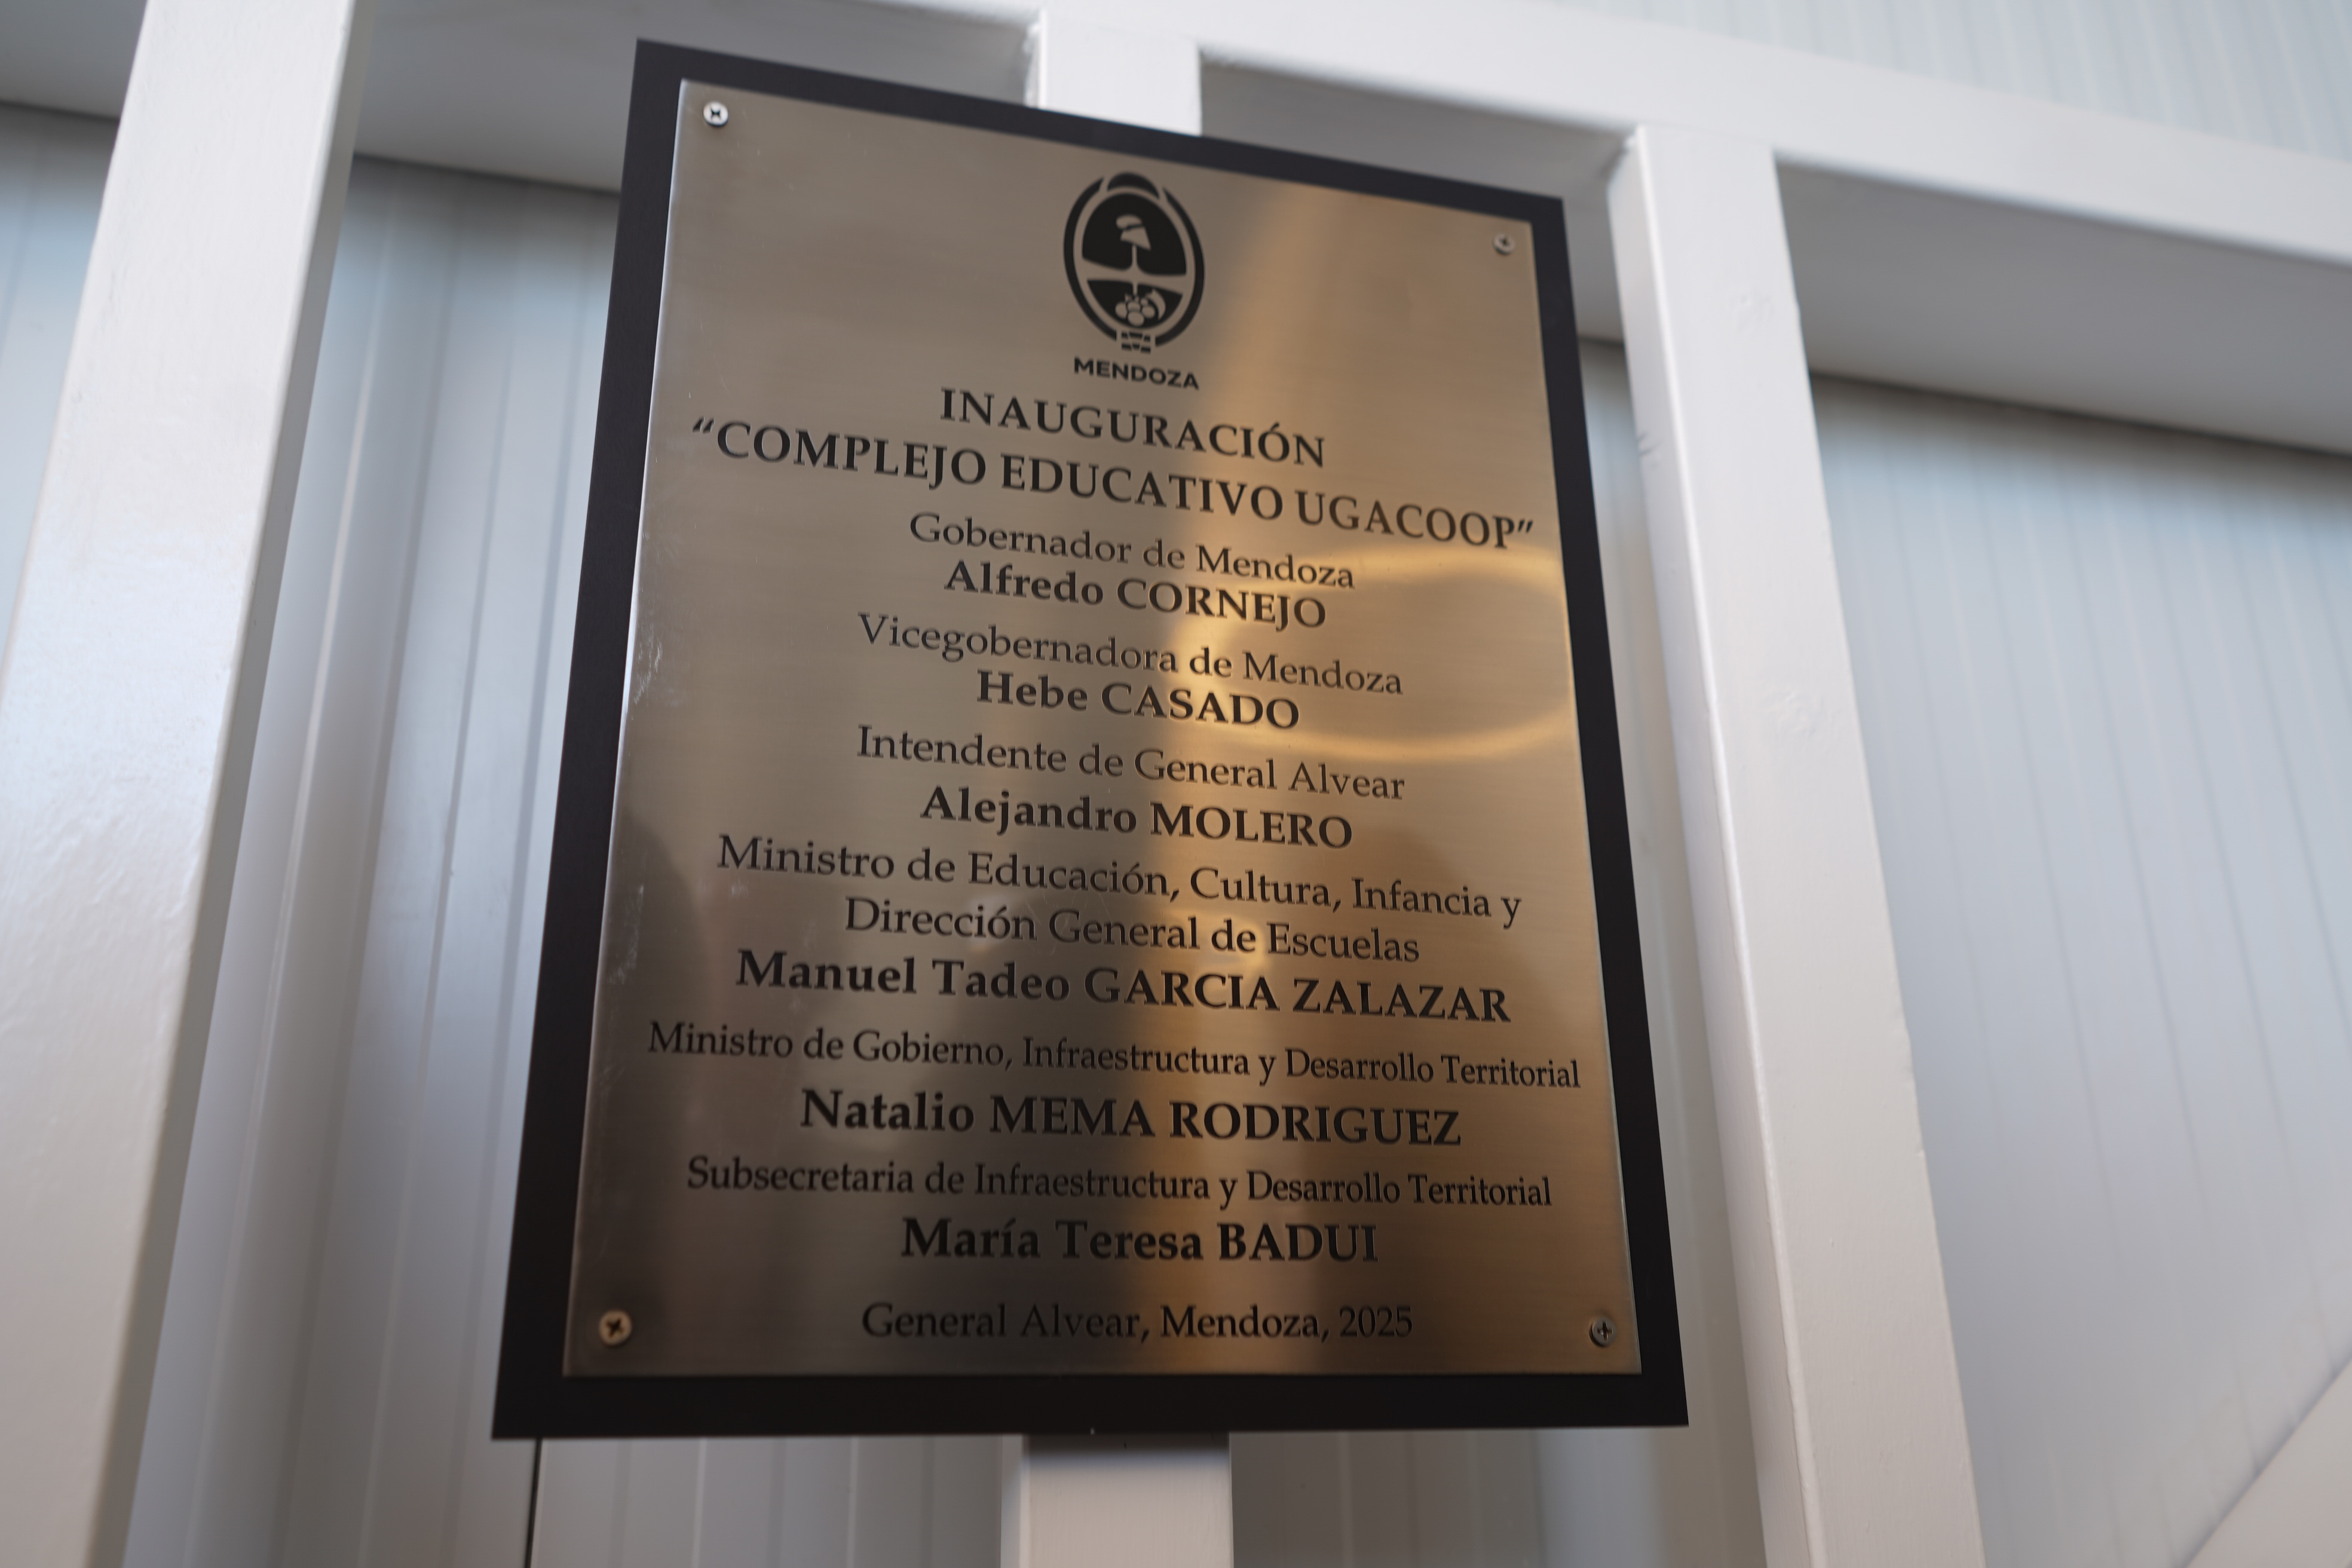 MENDOZA
INAUGURACIÓN
“COMPLEJO EDUCATIVO UGACOOP”
Gobernador de Mendoza
Alfredo CORNEJO
Vicegobernadora de Mendoza
Hebe CASADO
Intendente de General Alvear
Alejandro MOLERO
Ministro de Educación, Cultura, Infancia y
Dirección General de Escuelas
Manuel Tadeo GARCIA ZALAZAR
Ministro de Gobierno, Infraestructura y Desarrollo Territorial
Natalio MEMA RODRIGUEZ
Subsecretaria de Infraestructura y Desarrollo Territorial
María Teresa BADUI
General Alvear, Mendoza, 2025